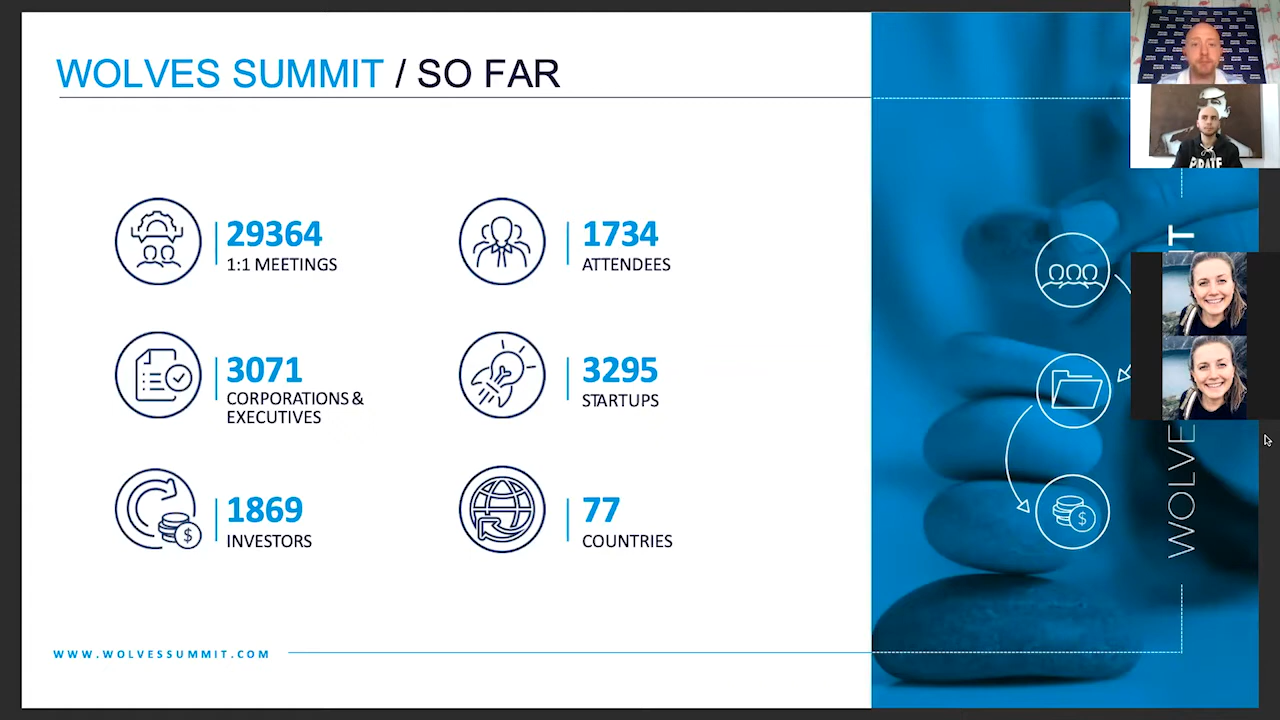 WOLVES SUMMIT / SO FAR
29364
1:1 MEETINGS
1734
ATTENDEES
3071
CORPORATIONS &
EXECUTIVES
3295
STARTUPS
1869
INVESTORS
77
COUNTRIES
WWW.WOLVESSUMMIT.COM